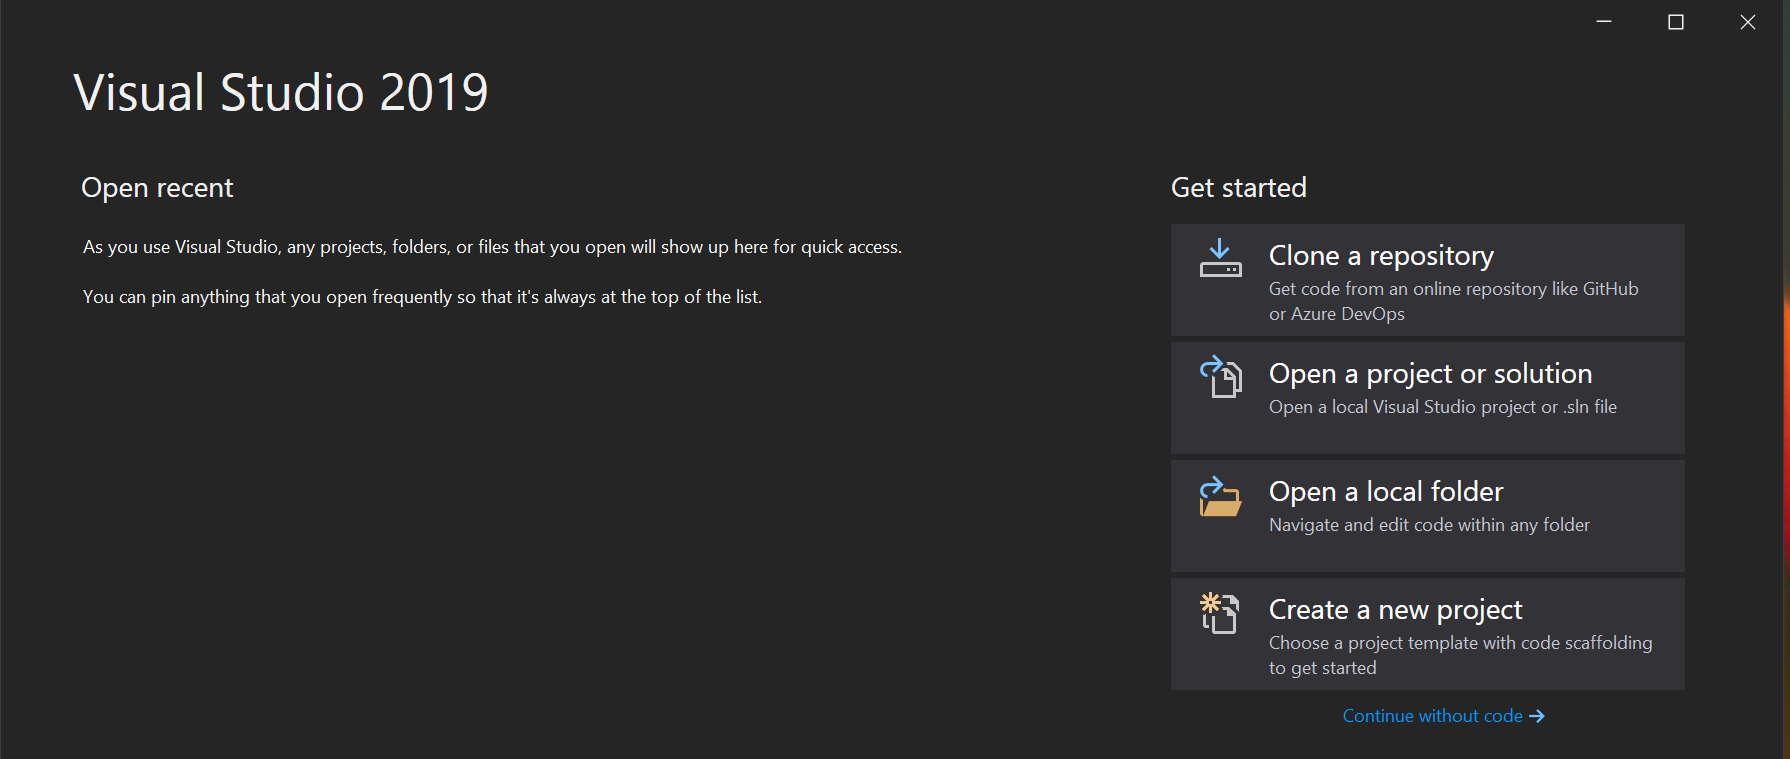 Visual Studio 2019
Open recent
As you use Visual Studio, any projects, folders, or files that you open will show up here for quick access.
You can pin anything that you open frequently so that it's always at the top of the list.
Get started
Clone a repository
Get code from an online repository like GitHub
or Azure DevOps
Open a project or solution
Open a local Visual Studio project or .sln file
Open a local folder
Navigate and edit code within any folder
Create a new project
Choose a project template with code scaffolding
to get started
Continue without code →